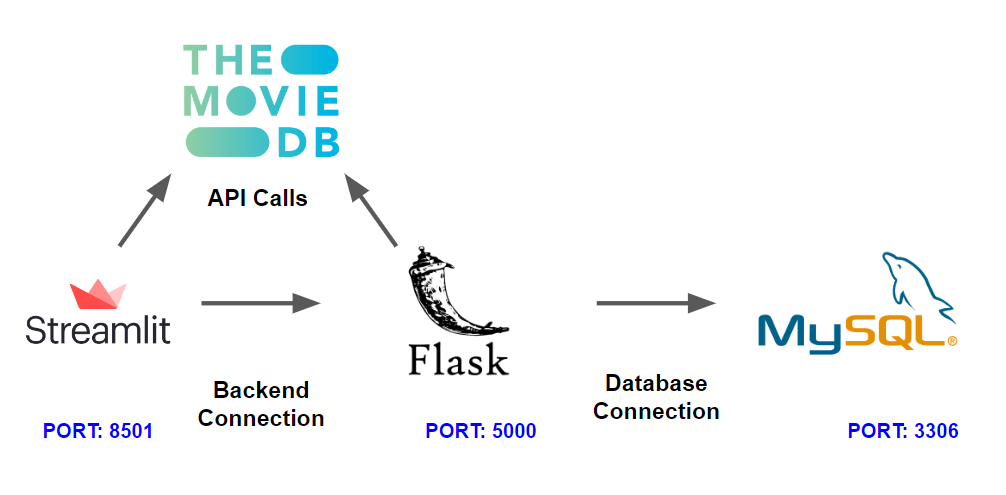 THE
MOVIE
DB
API Calls
Streamlit
Flask
MySQL®
Backend
Connection
Database
Connection
PORT: 8501
PORT: 5000
PORT: 3306